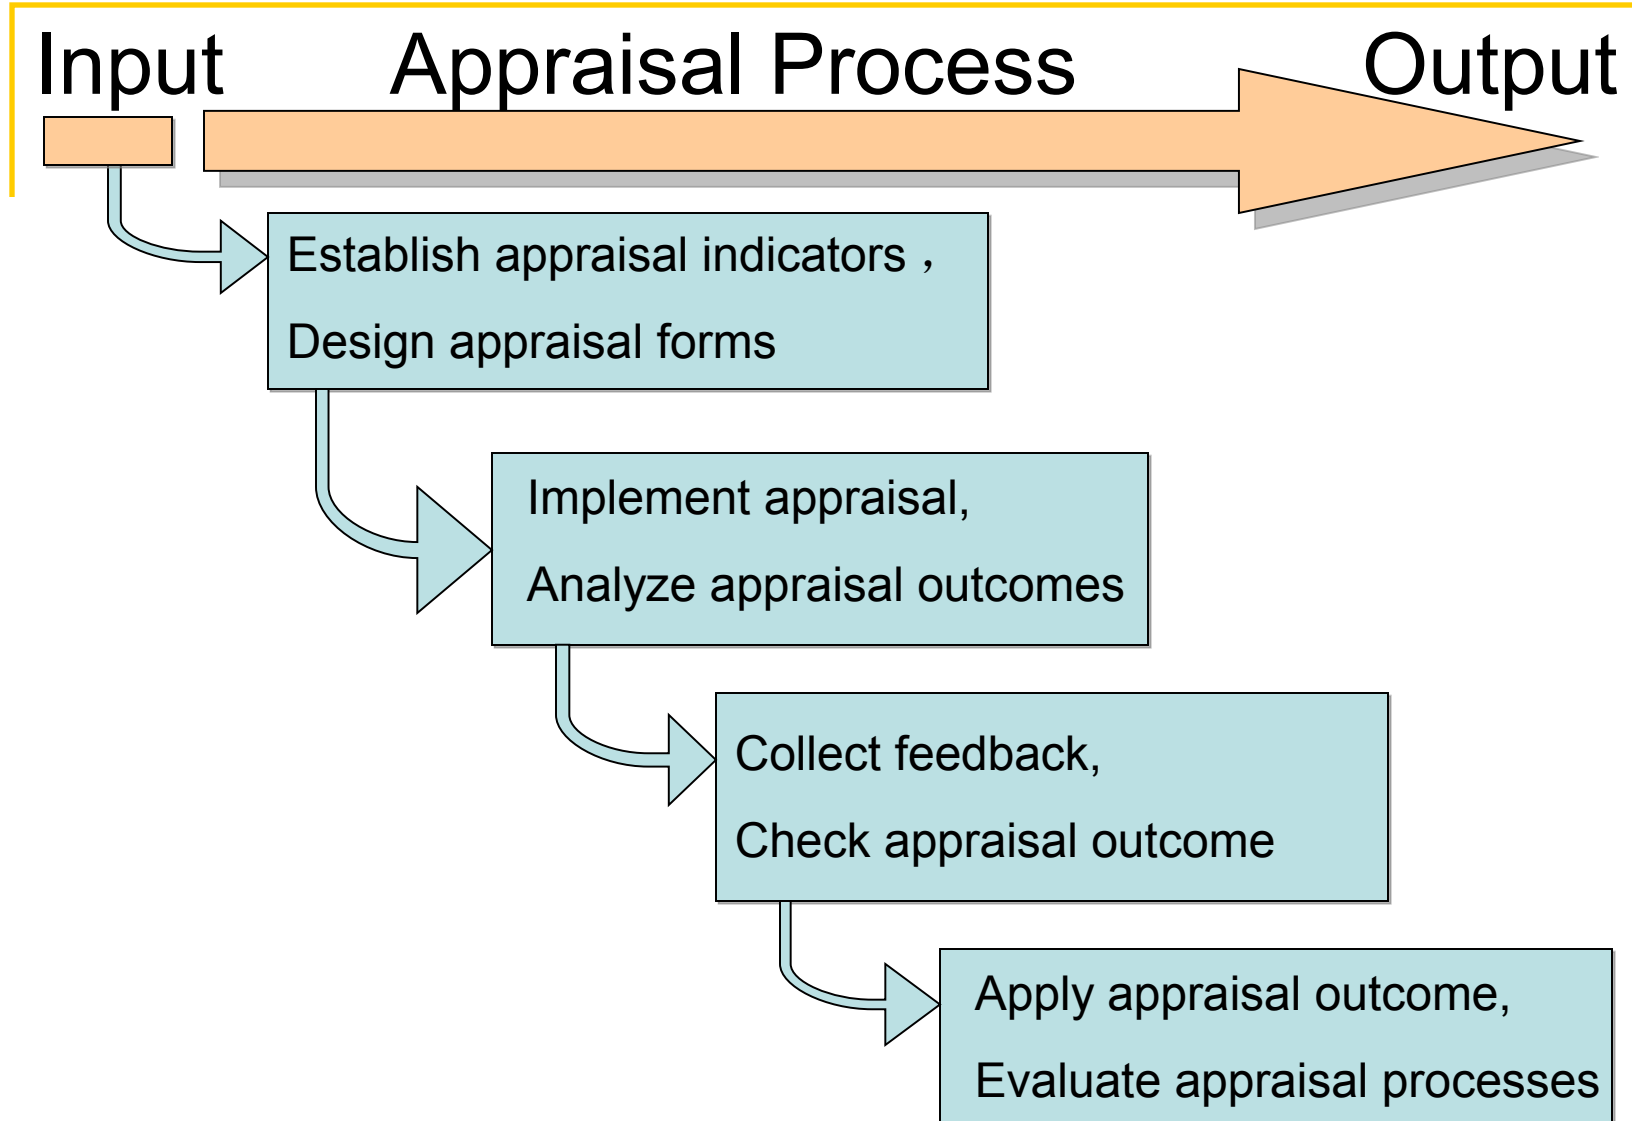 Input Appraisal Process Output
Establish appraisal indicators ，
Design appraisal forms
Implement appraisal,
Analyze appraisal outcomes
Collect feedback,
Check appraisal outcome
Apply appraisal outcome,
Evaluate appraisal processes